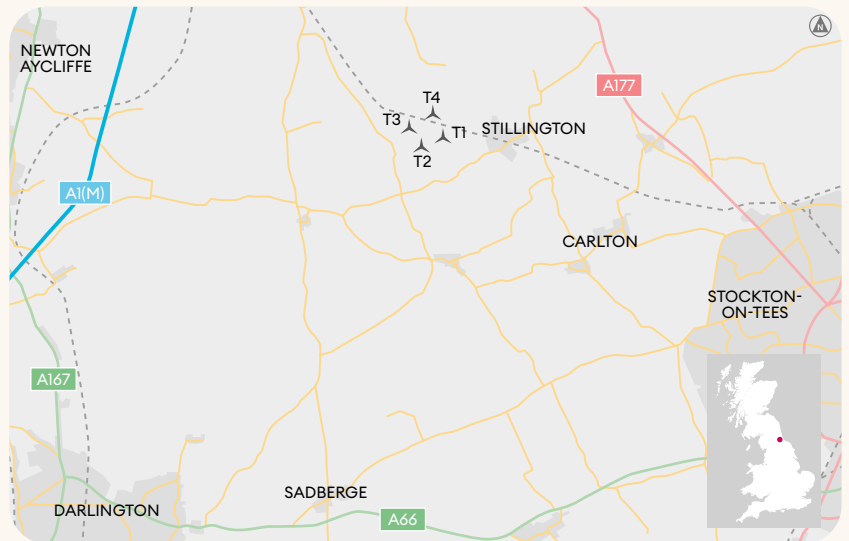 N
NEWTON
AYCLIFFE
A177
T4
T3
T1
STILLINGTON
T2
A1(M)
CARLTON
STOCKTON-
ON-TEES
A167
SADBERGE
DARLINGTON
A66